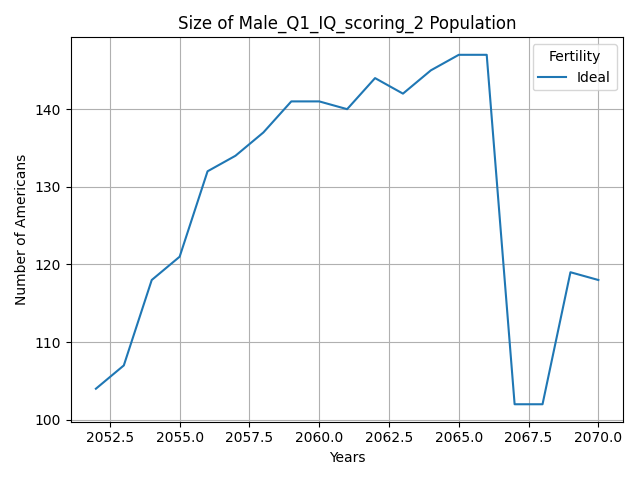 Size of Male_Q1_IQ_scoring_2 Population
Fertility
Ideal
Number of Americans
140
130
120
110
100
2052.5 2055.0 2057.5 2060.0 2062.5 2065.0 2067.5 2070.0
Years